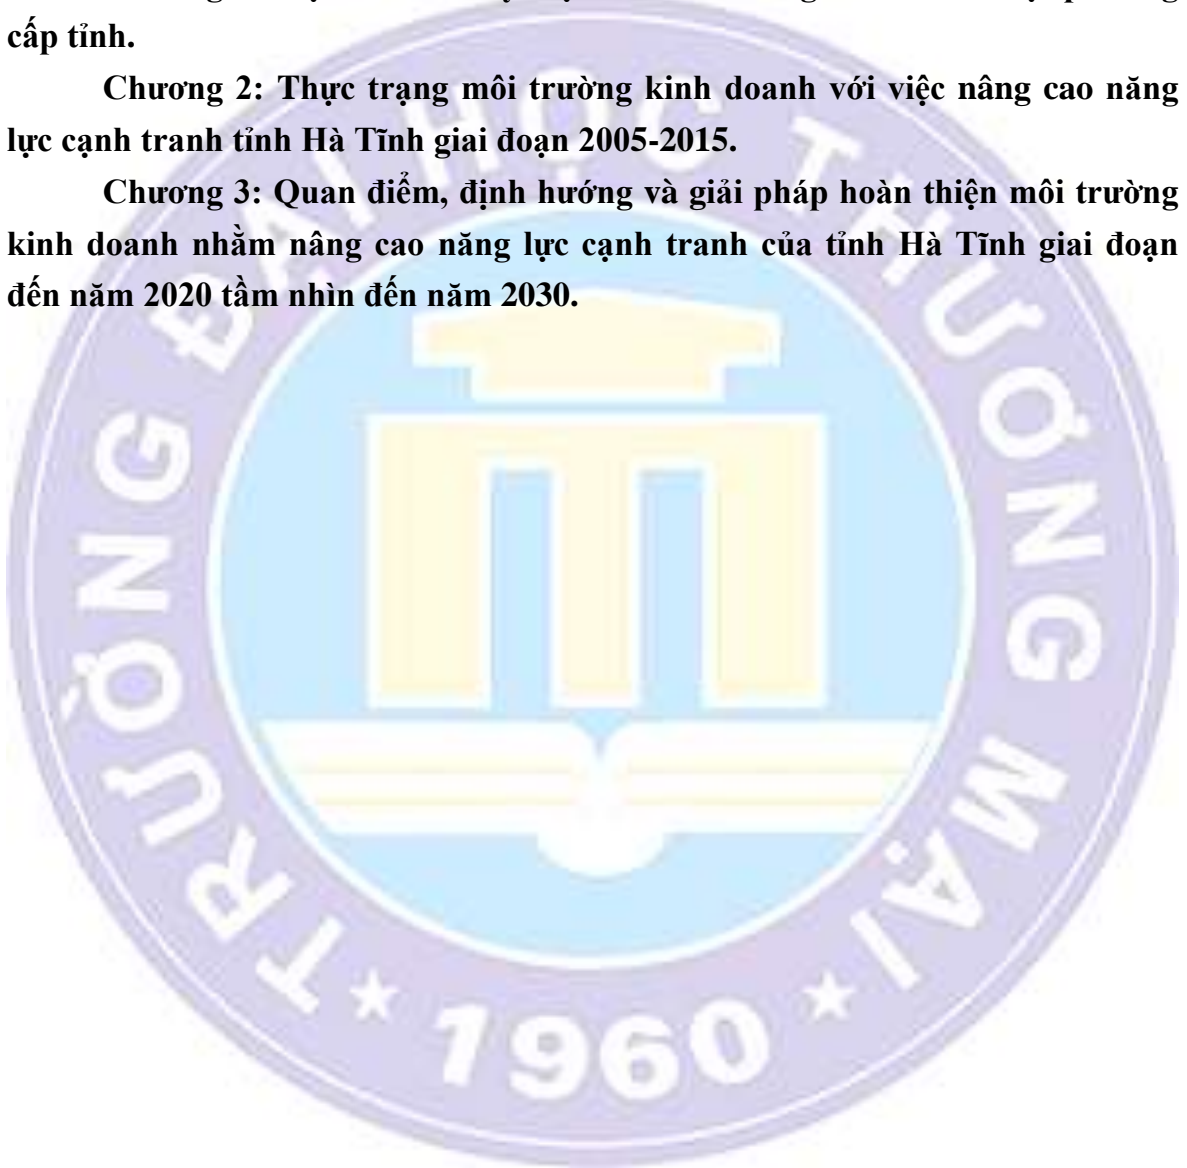 cấp tỉnh.
Chương 2: Thực trạng môi trường kinh doanh với việc nâng cao năng
lực cạnh tranh tỉnh Hà Tĩnh giai đoạn 2005-2015.
Chương 3: Quan điểm, định hướng và giải pháp hoàn thiện môi trường
kinh doanh nhằm nâng cao năng lực cạnh tranh của tỉnh Hà Tĩnh giai đoạn
đến năm 2020 tầm nhìn đến năm 2030.
TRƯỜNG ĐẠI HỌC THƯƠNG MẠI
* 1960 *